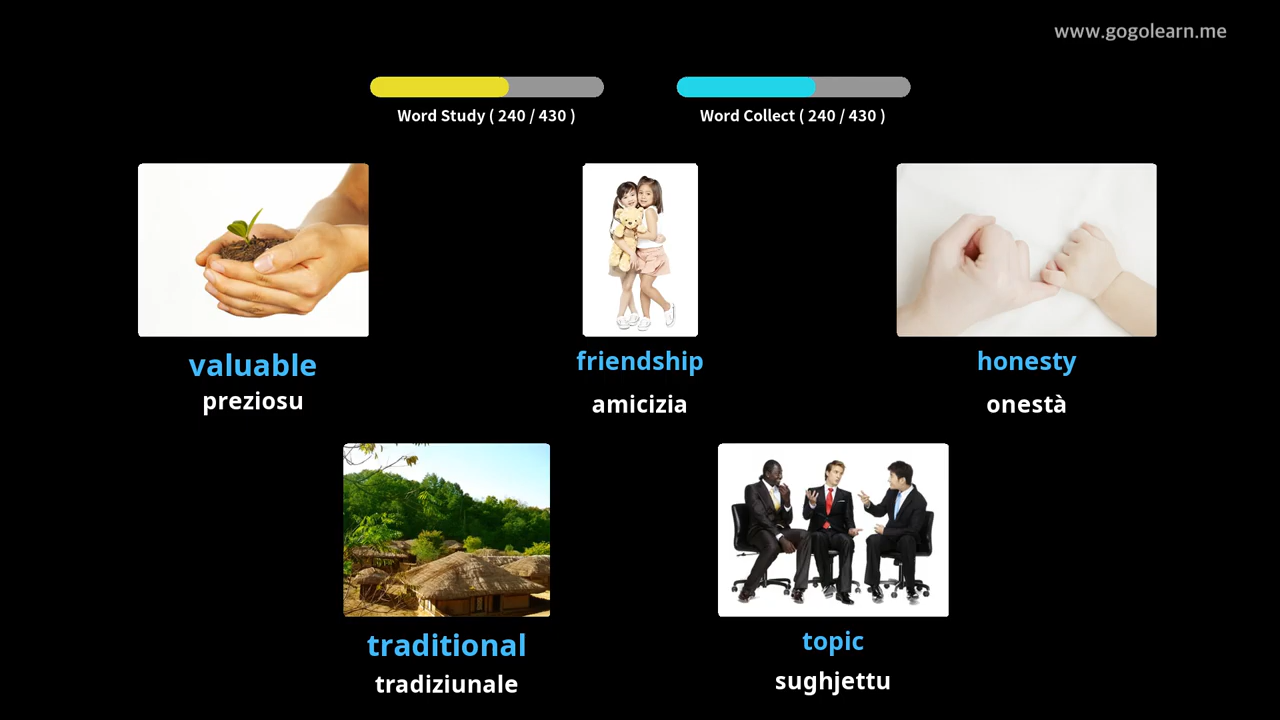 www.gogolearn.me
Word Study ( 240 / 430 )
Word Collect ( 240 / 430 )
valuable
preziosu
friendship
amicizia
honesty
onestà
traditional
tradiziunale
topic
sughjettu